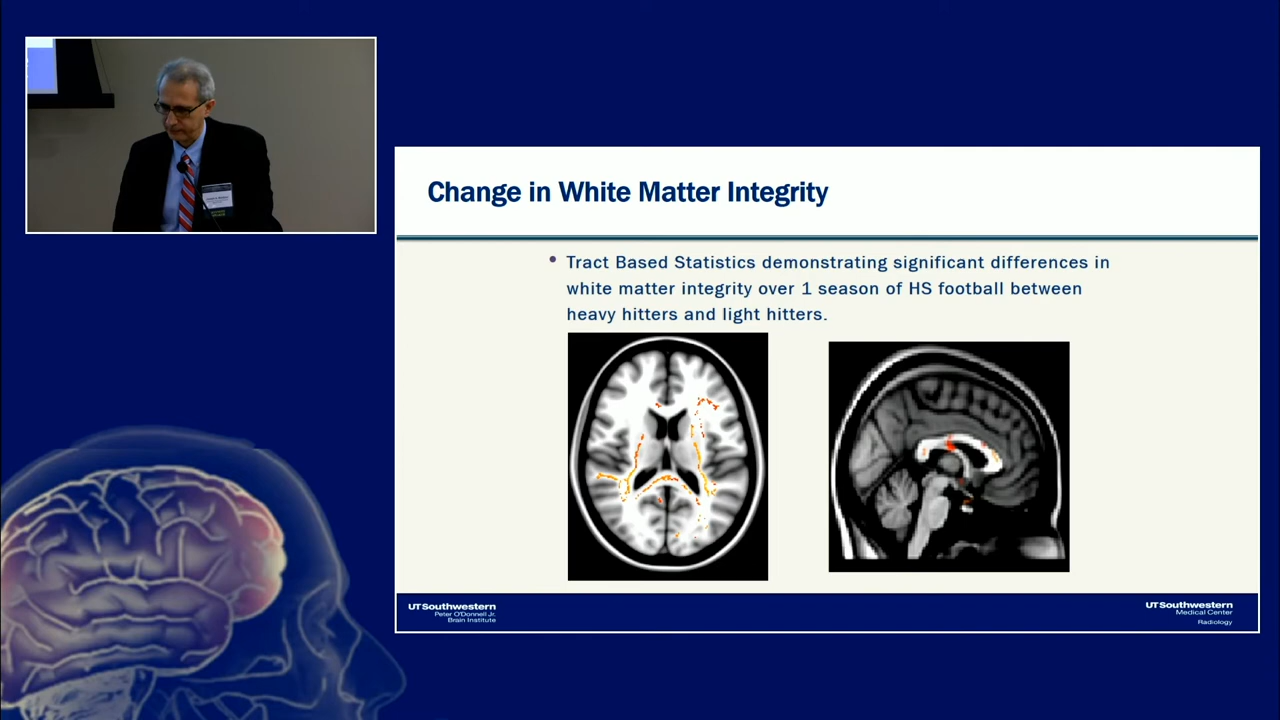 Change in White Matter Integrity
• Tract Based Statistics demonstrating significant differences in
white matter integrity over 1 season of HS football between
heavy hitters and light hitters.
UTSouthwestern
Peter O'Donnell Jr.
Brain Institute
UTSouthwestern
Medical Center
Radiology